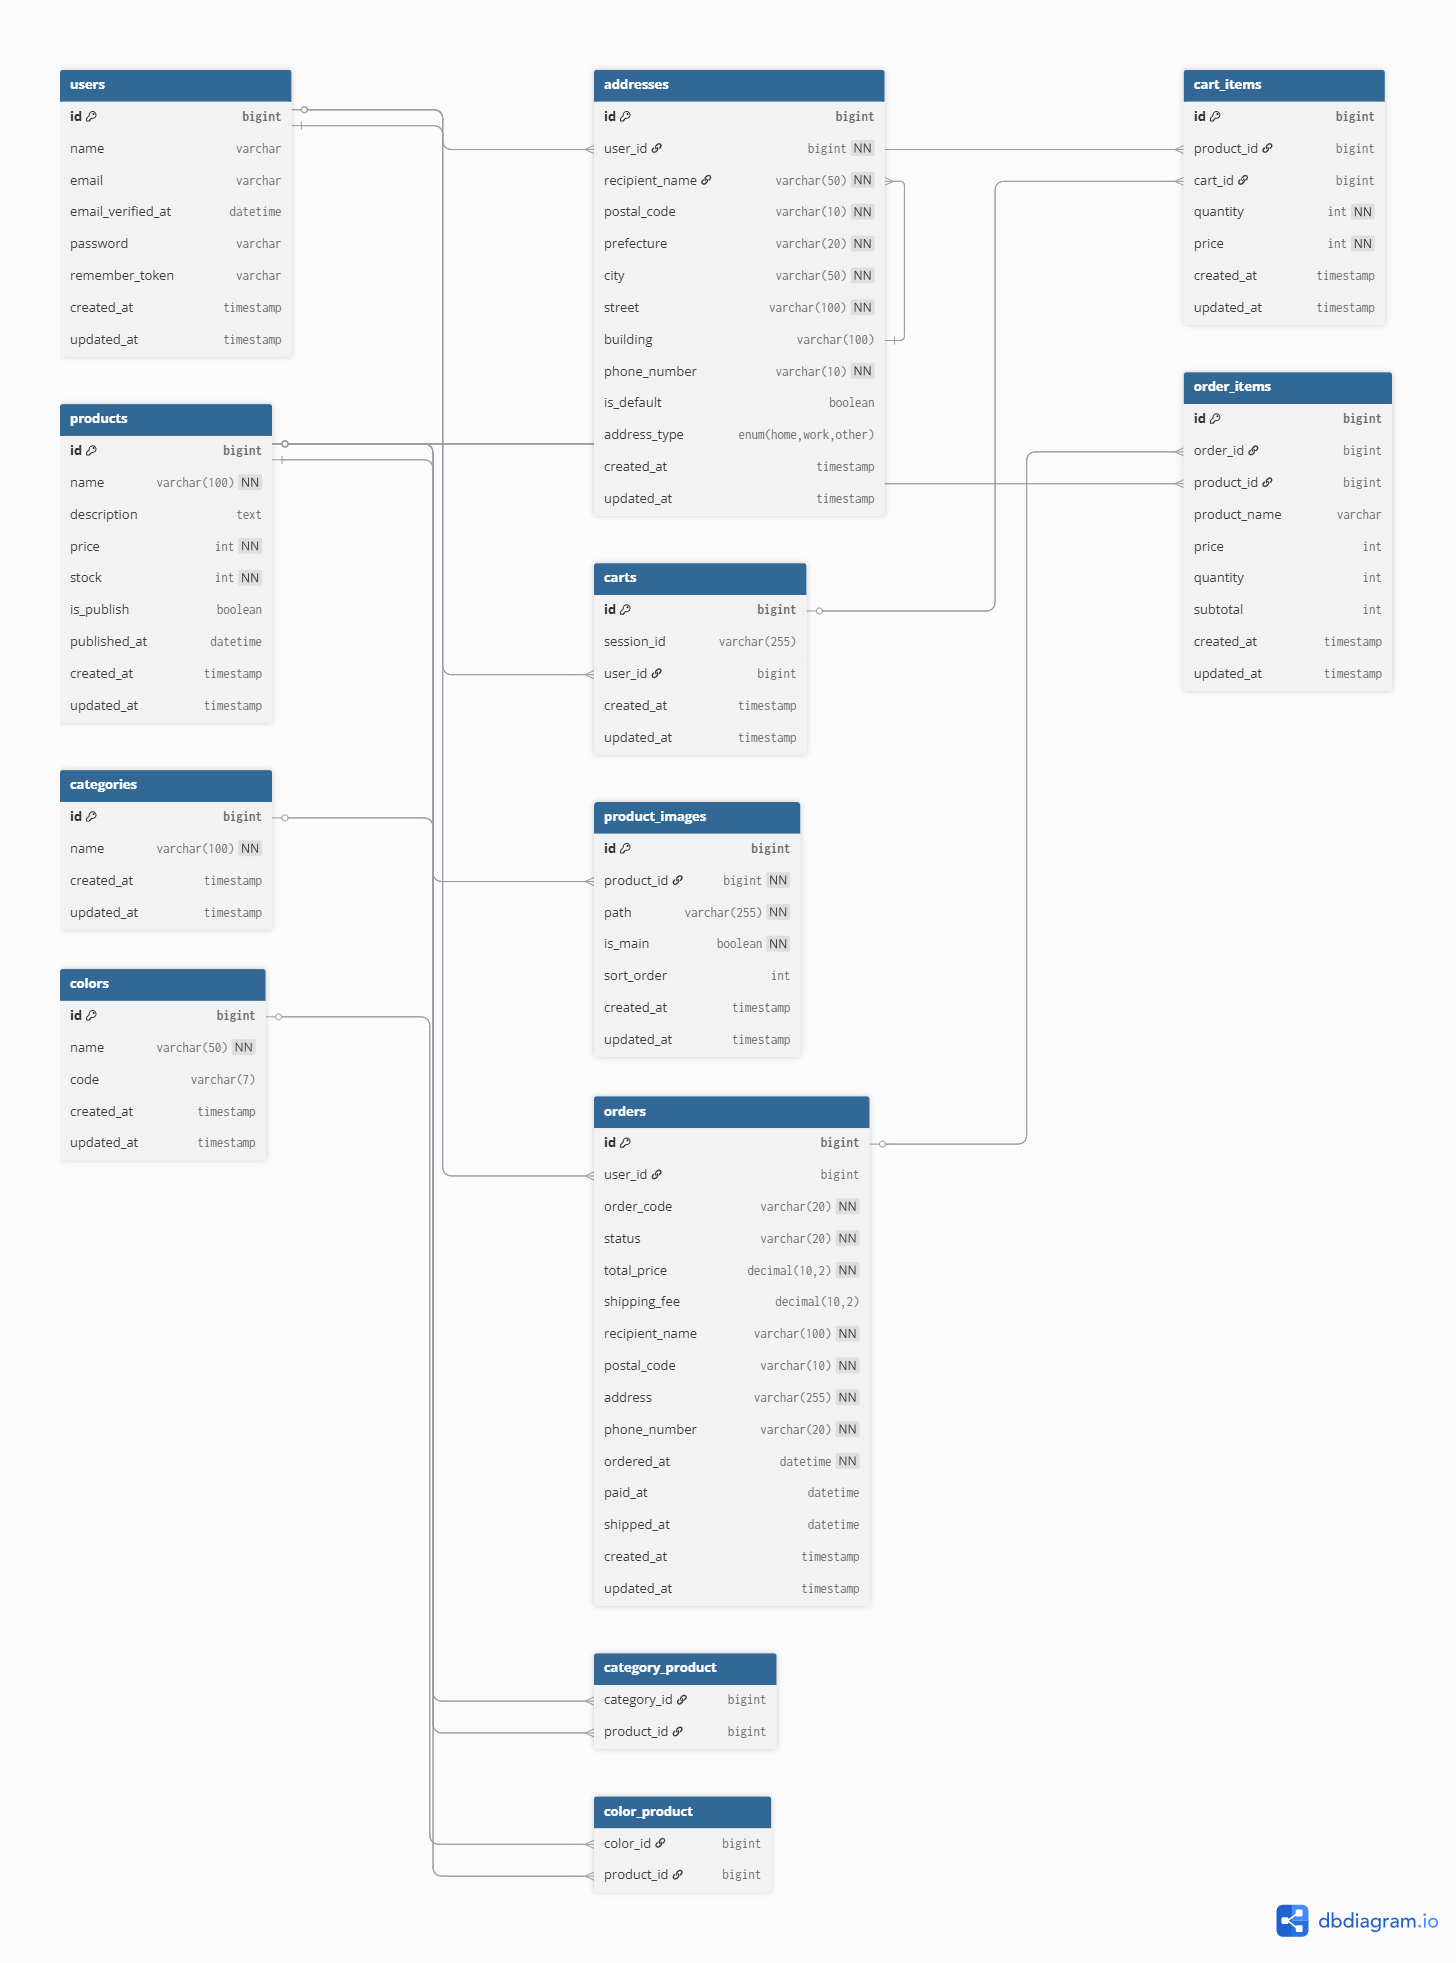 users
id bigint
name varchar
email varchar
email_verified_at datetime
password varchar
remember_token varchar
created_at timestamp
updated_at timestamp
products
id bigint
name varchar(100) NN
description text
price int NN
stock int NN
is_publish boolean
published_at datetime
created_at timestamp
updated_at timestamp
categories
id bigint
name varchar(100) NN
created_at timestamp
updated_at timestamp
colors
id bigint
name varchar(50) NN
code varchar(7)
created_at timestamp
updated_at timestamp
addresses
id bigint
user_id bigint NN
recipient_name varchar(50) NN
postal_code varchar(10) NN
prefecture varchar(20) NN
city varchar(50) NN
street varchar(100) NN
building varchar(100)
phone_number varchar(10) NN
is_default boolean
address_type enum(home,work,other)
created_at timestamp
updated_at timestamp
carts
id bigint
session_id varchar(255)
user_id bigint
created_at timestamp
updated_at timestamp
product_images
id bigint
product_id bigint NN
path varchar(255) NN
is_main boolean NN
sort_order int
created_at timestamp
updated_at timestamp
orders
id bigint
user_id bigint
order_code varchar(20) NN
status varchar(20) NN
total_price decimal(10,2) NN
shipping_fee decimal(10,2)
recipient_name varchar(100) NN
postal_code varchar(10) NN
address varchar(255) NN
phone_number varchar(20) NN
ordered_at datetime NN
paid_at datetime
shipped_at datetime
created_at timestamp
updated_at timestamp
category_product
category_id bigint
product_id bigint
color_product
color_id bigint
product_id bigint
cart_items
id bigint
product_id bigint
cart_id bigint
quantity int NN
price int NN
created_at timestamp
updated_at timestamp
order_items
id bigint
order_id bigint
product_id bigint
product_name varchar
price int
quantity int
subtotal int
created_at timestamp
updated_at timestamp
dbdiagram.io